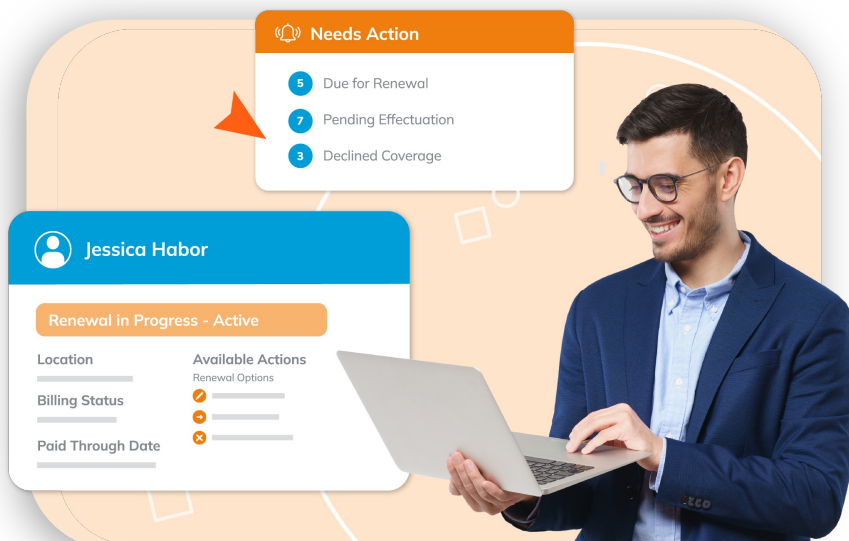 Needs Action
5 Due for Renewal
7 Pending Effectuation
3 Declined Coverage
Jessica Habor
Renewal in Progress - Active
Location
Billing Status
Paid Through Date
Available Actions
Renewal Options